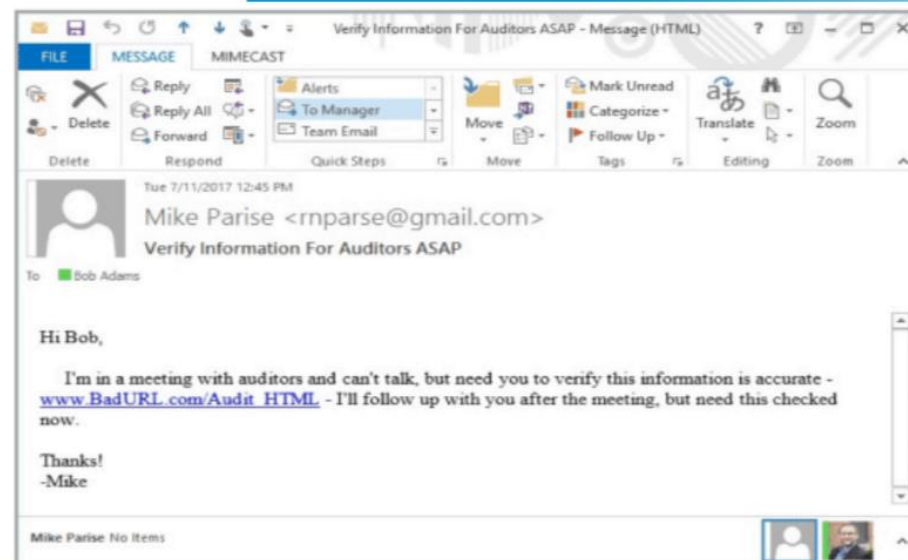 Verify Information For Auditors ASAP - Message (HTML)
FILE MESSAGE MIMECAST
Delete
Reply
Reply All
Forward
Alerts
To Manager
Team Email
Move
Mark Unread
Categorize
Follow Up
Translate
Zoom
Delete Respond Quick Steps Move Tags Editing Zoom
Tue 7/11/2017 12:45 PM
Mike Parise <rnparse@gmail.com>
Verify Information For Auditors ASAP
To Bob Adams
Hi Bob,
I'm in a meeting with auditors and can't talk, but need you to verify this information is accurate -
www.BadURL.com/Audit_HTML - I'll follow up with you after the meeting, but need this checked
now.
Thanks!
-Mike
Mike Parise No Items